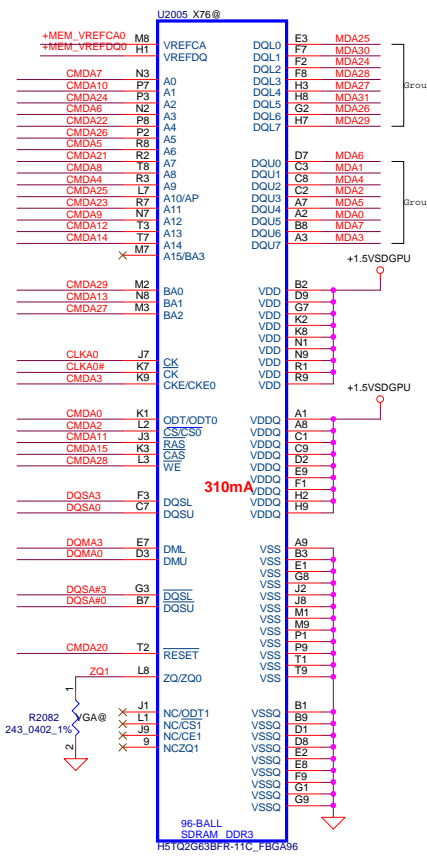 U2005 X76@
+MEM_VREFCA0 M8 VREFCA DQL0 E3 MDA25
+MEM_VREFDQ0 H1 VREFDQ DQL1 F7 MDA30
DQL2 F2 MDA24
CMDA7 N3 A0 DQL3 F8 MDA28
CMDA10 P7 A1 DQL4 H3 MDA27 Grou
CMDA24 P3 A2 DQL5 H8 MDA31
CMDA6 N2 A3 DQL6 G2 MDA26
CMDA22 P8 A4 DQL7 H7 MDA29
CMDA26 P2 A5
CMDA5 R8 A6
CMDA21 R2 A7 DQU0 D7 MDA6
CMDA8 T8 A8 DQU1 C3 MDA1
CMDA4 R3 A9 DQU2 C8 MDA4
CMDA25 L7 A10/AP DQU3 C2 MDA2
CMDA23 R7 A11 DQU4 A7 MDA5 Grou
CMDA9 N7 A12 DQU5 A2 MDA0
CMDA12 T3 A13 DQU6 B8 MDA7
CMDA14 T7 A14 DQU7 A3 MDA3
M7 A15/BA3
+1.5VSDGPU
CMDA29 M2 BA0 VDD B2
CMDA13 N8 BA1 VDD D9
CMDA27 M3 BA2 VDD G7
VDD K2
VDD K8
VDD N1
CLKA0 J7 CK VDD N9
CLKA0# K7 CK VDD R1
CMDA3 K9 CKE/CKE0 VDD R9
+1.5VSDGPU
CMDA0 K1 ODT/ODT0 VDDQ A1
CMDA2 L2 CS/CS0 VDDQ A8
CMDA11 J3 RAS VDDQ C1
CMDA15 K3 CAS VDDQ C9
CMDA28 L3 WE VDDQ D2
VDDQ E9
310mA VDDQ F1
DQSA3 F3 DQSL VDDQ H2
DQSA0 C7 DQSU VDDQ H9
DQMA3 E7 DML VSS A9
DQMA0 D3 DMU VSS B3
VSS E1
VSS G8
DQSA#3 G3 DQSL VSS J2
DQSA#0 B7 DQSU VSS J8
VSS M1
VSS M9
VSS P1
CMDA20 T2 RESET VSS P9
VSS T1
ZQ1 L8 ZQ/ZQ0 VSS T9
1
J1 NC/ODT1 VSSQ B1
R2082 VGA@ L1 NC/CS1 VSSQ B9
243_0402_1% J9 NC/CE1 VSSQ D1
2 9 NCZQ1 VSSQ D8
VSSQ E2
VSSQ E8
VSSQ F9
VSSQ G1
VSSQ G9
96-BALL
SDRAM DDR3
H5TQ2G63BFR-11C_FBGA96